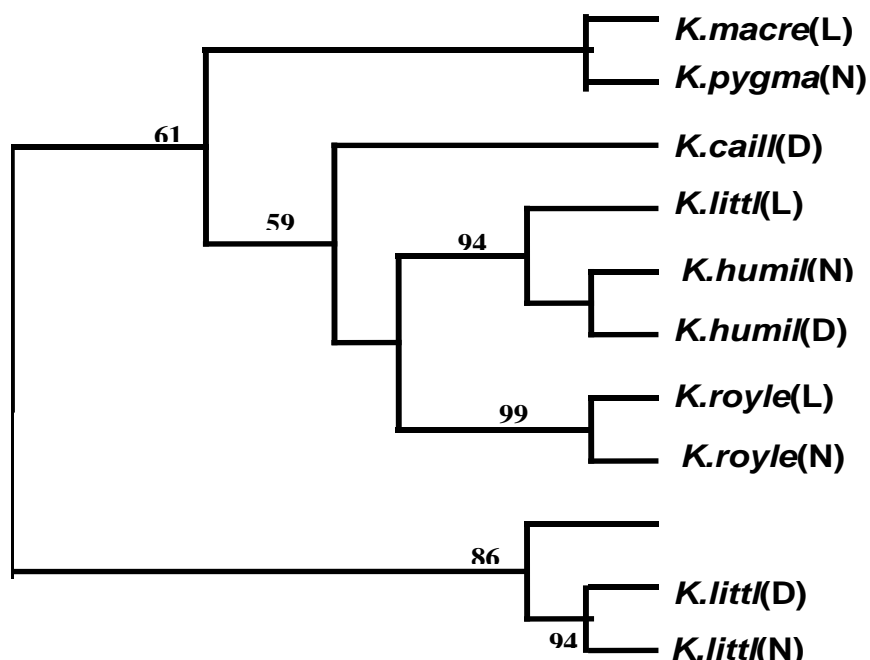 K.macre(L)
K.pygma(N)
61
K.caill(D)
K.littl(L)
59
94
K.humil(N)
K.humil(D)
K.royle(L)
99
K.royle(N)
86
K.littl(D)
94
K.littl(N)